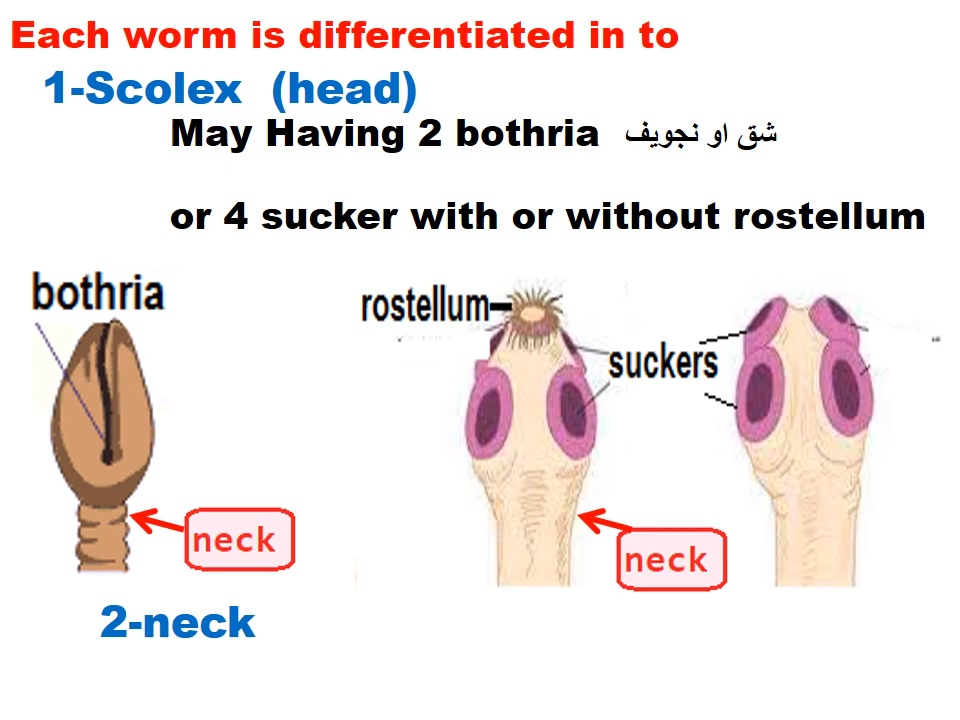 Each worm is differentiated in to
1-Scolex (head)
May Having 2 bothria شق او نجويف
or 4 sucker with or without rostellum
bothria
rostellum
suckers
neck
neck
2-neck